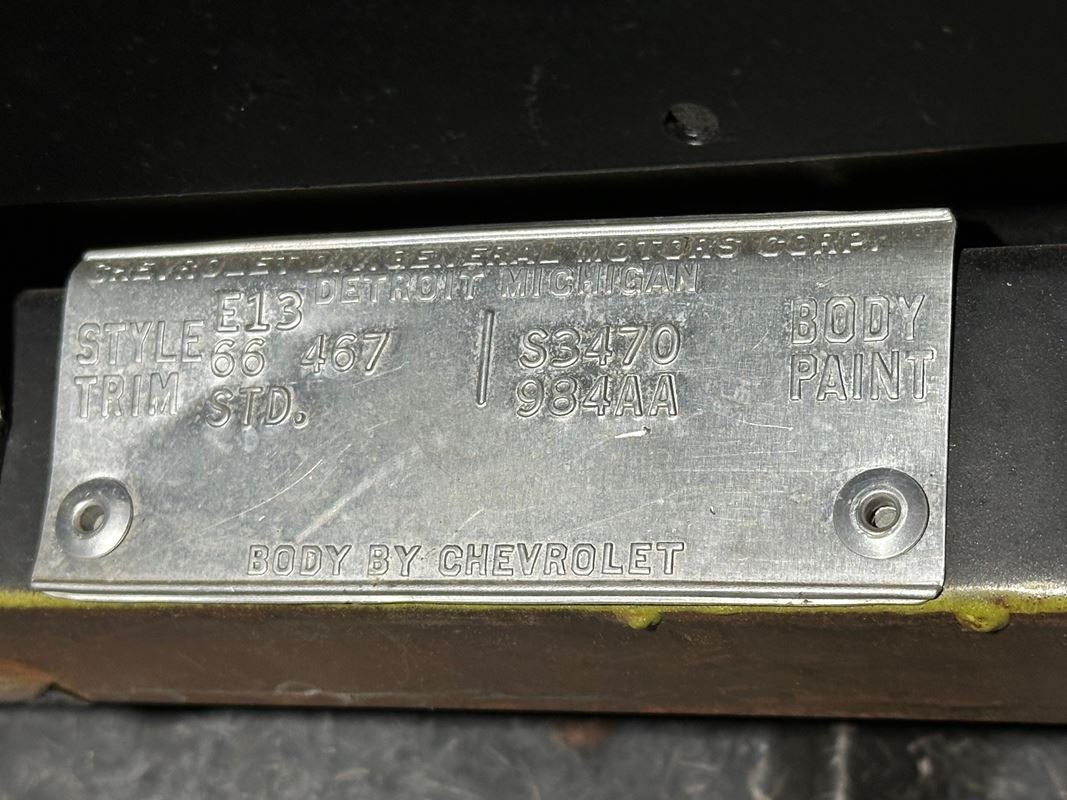 CHEVROLET DIV. GENERAL MOTORS CORP.
DETROIT MICHIGAN
E13
STYLE 66 467 S3470 BODY
TRIM STD. 984AA PAINT
BODY BY CHEVROLET